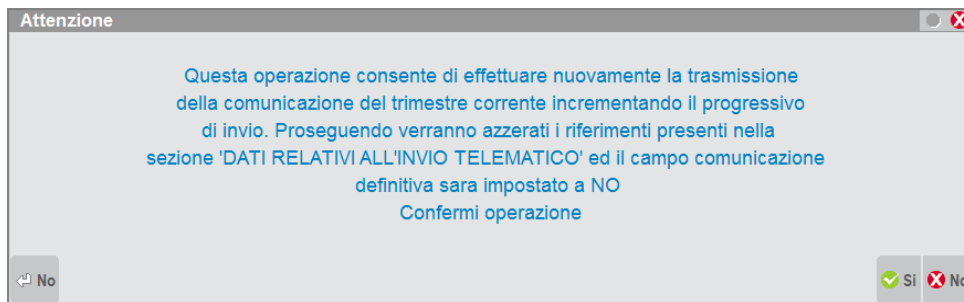 Attenzione
Questa operazione consente di effettuare nuovamente la trasmissione
della comunicazione del trimestre corrente incrementando il progressivo
di invio. Proseguendo verranno azzerati i riferimenti presenti nella
sezione 'DATI RELATIVI ALL'INVIO TELEMATICO' ed il campo comunicazione
definitiva sara impostato a NO
Confermi operazione
No Si No